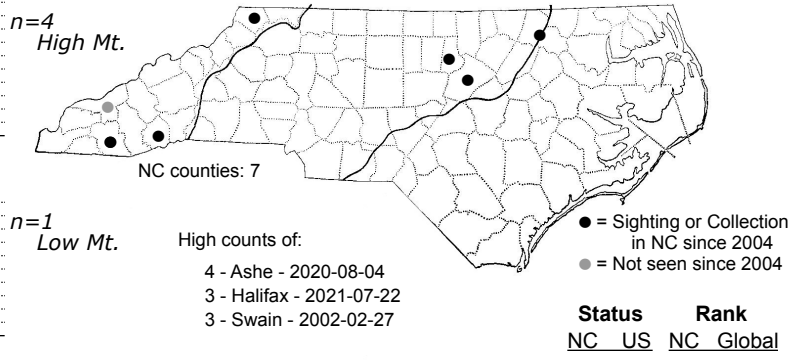 n=4
High Mt.
NC counties: 7
n=1
Low Mt.
High counts of:
4 - Ashe - 2020-08-04
3 - Halifax - 2021-07-22
3 - Swain - 2002-02-27
= Sighting or Collection
in NC since 2004
= Not seen since 2004
Status Rank
NC US NC Global